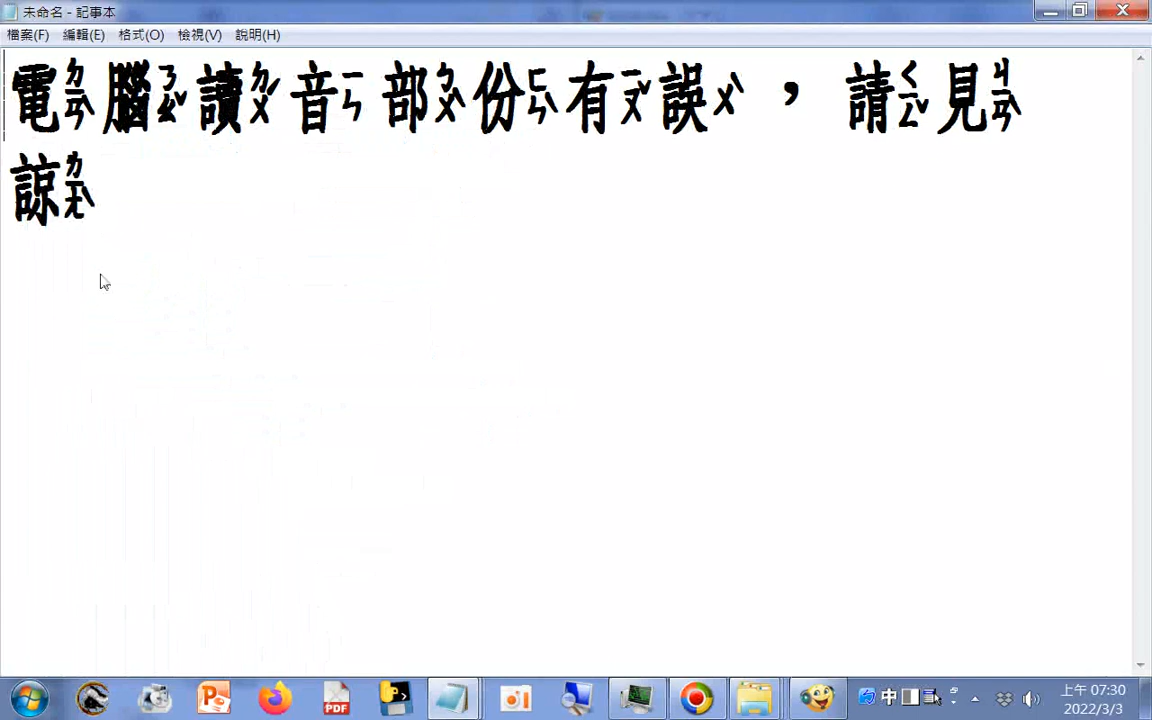 未命名 - 記事本
檔案(F) 編輯(E) 格式(O) 檢視(V) 說明(H)
電腦讀音部份有誤，請見
諒
中
上午 07:30
2022/3/3
PDF